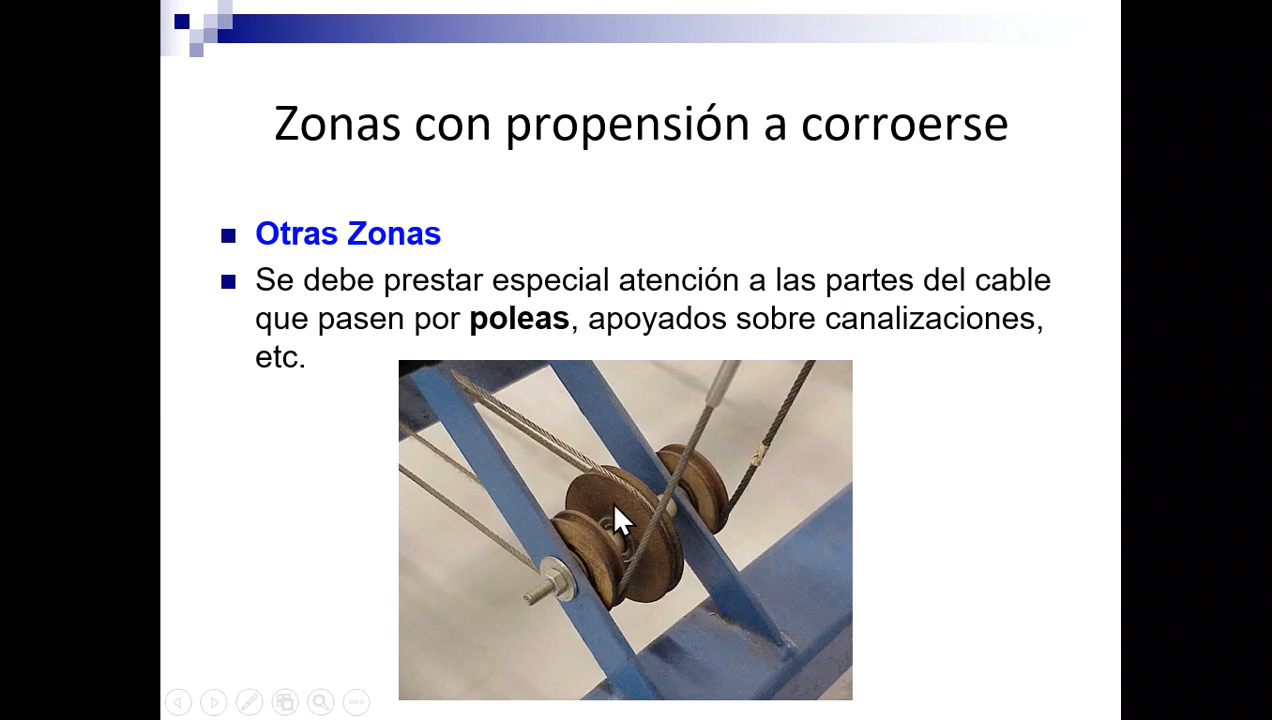 Zonas con propensión a corroerse
Otras Zonas
Se debe prestar especial atención a las partes del cable
que pasen por poleas, apoyados sobre canalizaciones,
etc.